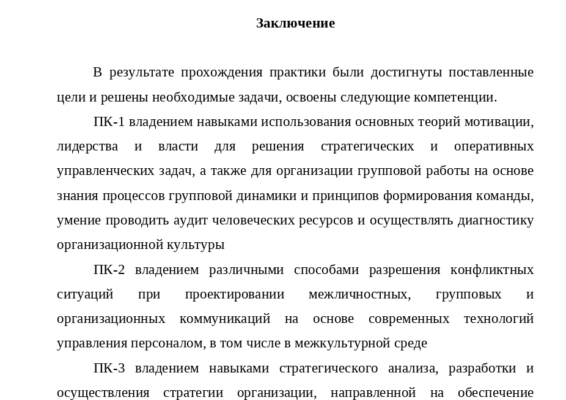 Заключение
В результате прохождения практики были достигнуты поставленные
цели и решены необходимые задачи, освоены следующие компетенции.
ПК-1 владением навыками использования основных теорий мотивации,
лидерства и власти для решения стратегических и оперативных
управленческих задач, а также для организации групповой работы на основе
знания процессов групповой динамики и принципов формирования команды,
умение проводить аудит человеческих ресурсов и осуществлять диагностику
организационной культуры
ПК-2 владением различными способами разрешения конфликтных
ситуаций при проектировании межличностных, групповых и
организационных коммуникаций на основе современных технологий
управления персоналом, в том числе в межкультурной среде
ПК-3 владением навыками стратегического анализа, разработки и
осуществления стратегии организации, направленной на обеспечение